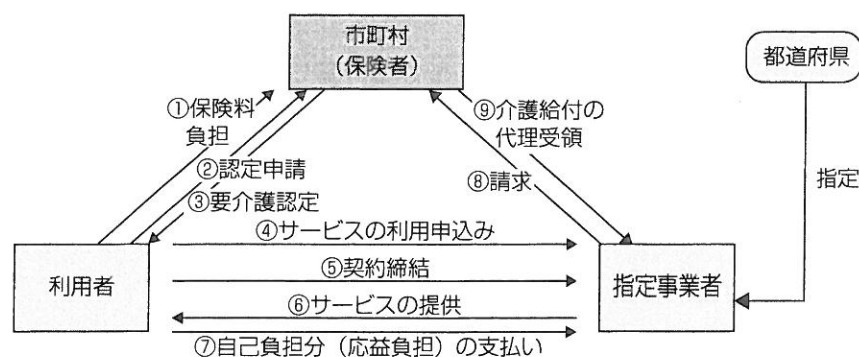 市町村
（保険者）
都道府県
①保険料
負担
⑨介護給付の
代理受領
②認定申請
⑧請求
指定
③要介護認定
④サービスの利用申込み
利用者
⑤契約締結
指定事業者
⑥サービスの提供
⑦自己負担分（応益負担）の支払い